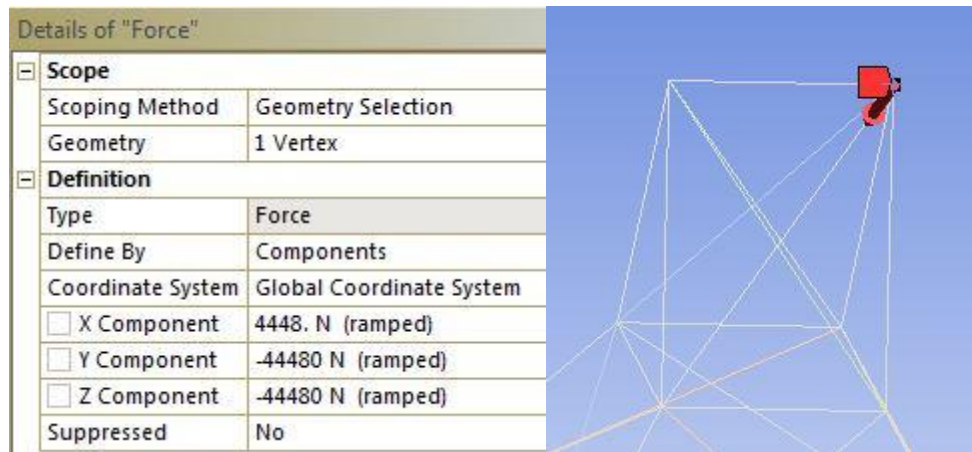 Details of "Force"
Scope
Scoping Method Geometry Selection
Geometry 1 Vertex
Definition
Type Force
Define By Components
Coordinate System Global Coordinate System
X Component 4448. N (ramped)
Y Component -44480 N (ramped)
Z Component -44480 N (ramped)
Suppressed No